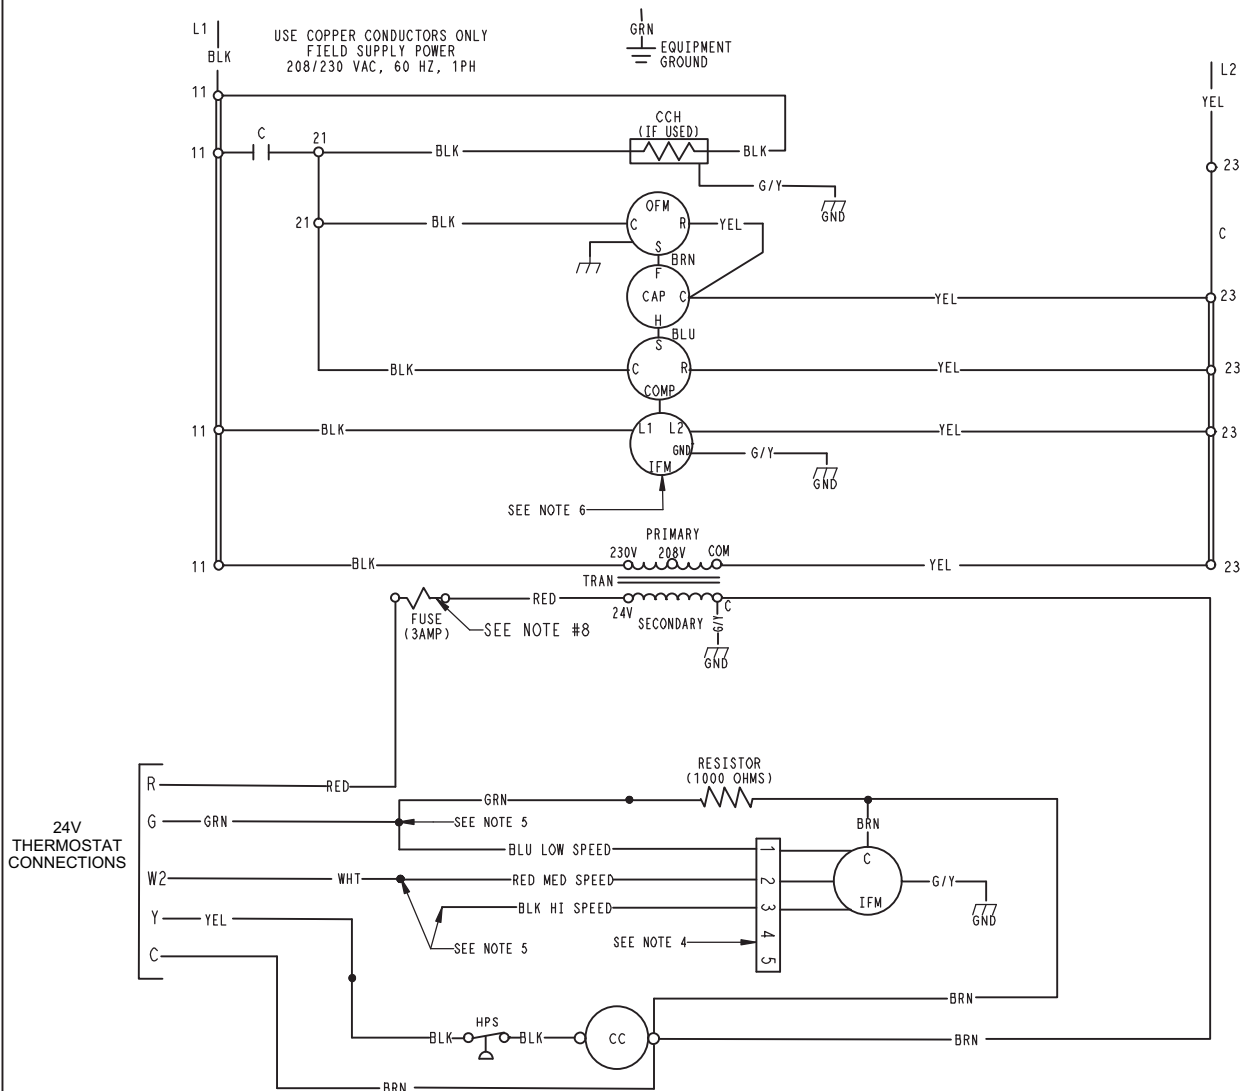 L1
BLK
USE COPPER CONDUCTORS ONLY
FIELD SUPPLY POWER
208/230 VAC, 60 HZ, 1PH
GRN
EQUIPMENT
GROUND
L2
YEL
11
23
11
C
21
BLK
CCH
(IF USED)
BLK
G/Y
GND
21
BLK
OFM
C
R
S
YEL
C
BRN
F
CAP
C
H
YEL
23
BLU
S
BLK
C
R
COMP
YEL
23
11
BLK
L1
L2
GND
IFM
YEL
23
G/Y
GND
SEE NOTE 6
PRIMARY
230V
208V
COM
11
BLK
YEL
23
TRAN
RED
24V
SECONDARY
C
G/Y
GND
FUSE
(3AMP)
SEE NOTE #8
24V
THERMOSTAT
CONNECTIONS
R
RED
RESISTOR
(1000 OHMS)
GRN
G
GRN
SEE NOTE 5
BRN
BLU LOW SPEED
1
C
W2
WHT
RED MED SPEED
2
IFM
G/Y
GND
BLK HI SPEED
3
Y
YEL
4
SEE NOTE 4
SEE NOTE 5
5
C
BRN
HPS
BLK
BLK
CC
BRN
BRN